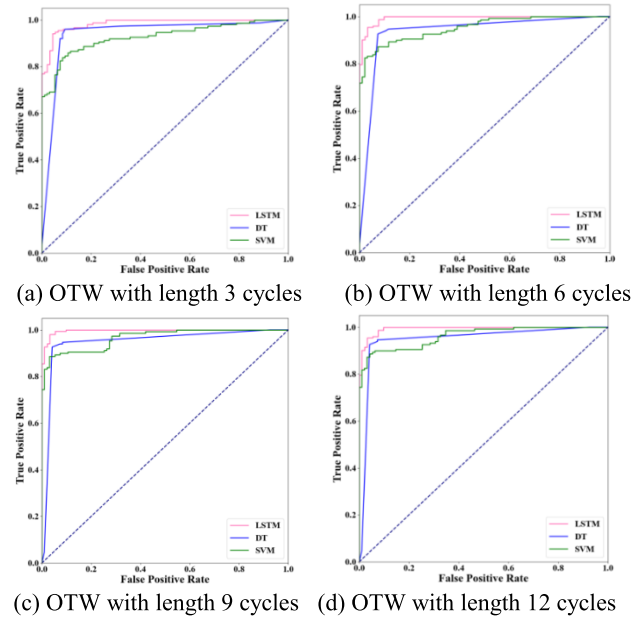 1.0
0.8
0.6
0.4
0.2
0.0
True Positive Rate
LSTM
DT
SVM
0.0 0.2 0.4 0.6 0.8 1.0
False Positive Rate
(a) OTW with length 3 cycles
1.0
0.8
0.6
0.4
0.2
0.0
True Positive Rate
LSTM
DT
SVM
0.0 0.2 0.4 0.6 0.8 1.0
False Positive Rate
(b) OTW with length 6 cycles
1.0
0.8
0.6
0.4
0.2
0.0
True Positive Rate
LSTM
DT
SVM
0.0 0.2 0.4 0.6 0.8 1.0
False Positive Rate
(c) OTW with length 9 cycles
1.0
0.8
0.6
0.4
0.2
0.0
True Positive Rate
LSTM
DT
SVM
0.0 0.2 0.4 0.6 0.8 1.0
False Positive Rate
(d) OTW with length 12 cycles